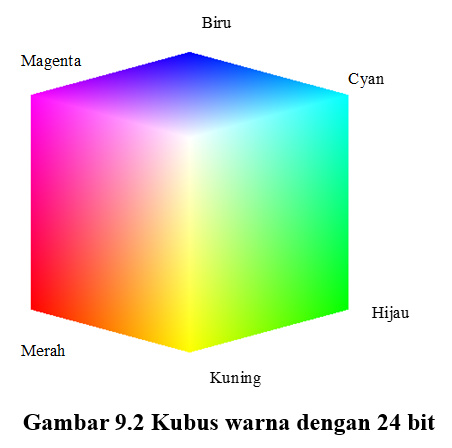 Biru
Magenta
Cyan
Hijau
Merah
Kuning
Gambar 9.2 Kubus warna dengan 24 bit